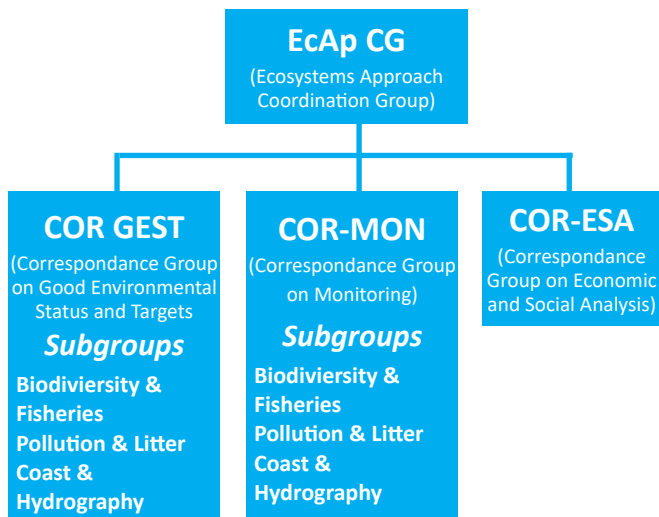 EcAp CG
(Ecosystems Approach
Coordination Group)
COR GEST
(Correspondance Group
on Good Environmental
Status and Targets
Subgroups
Biodiviersity &
Fisheries
Pollution & Litter
Coast &
Hydrography
COR-MON
(Correspondance Group
on Monitoring)
Subgroups
Biodiviersity &
Fisheries
Pollution & Litter
Coast &
Hydrography
COR-ESA
(Correspondance
Group on Economic
and Social Analysis)